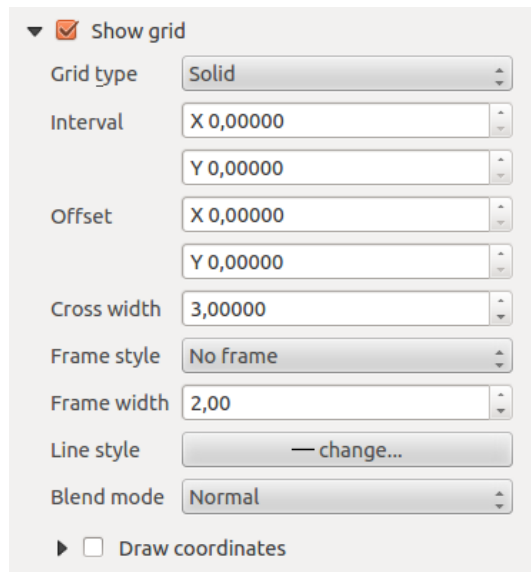 Show grid
Grid type Solid
Interval X 0,00000
Y 0,00000
Offset X 0,00000
Y 0,00000
Cross width 3,00000
Frame style No frame
Frame width 2,00
Line style change...
Blend mode Normal
Draw coordinates